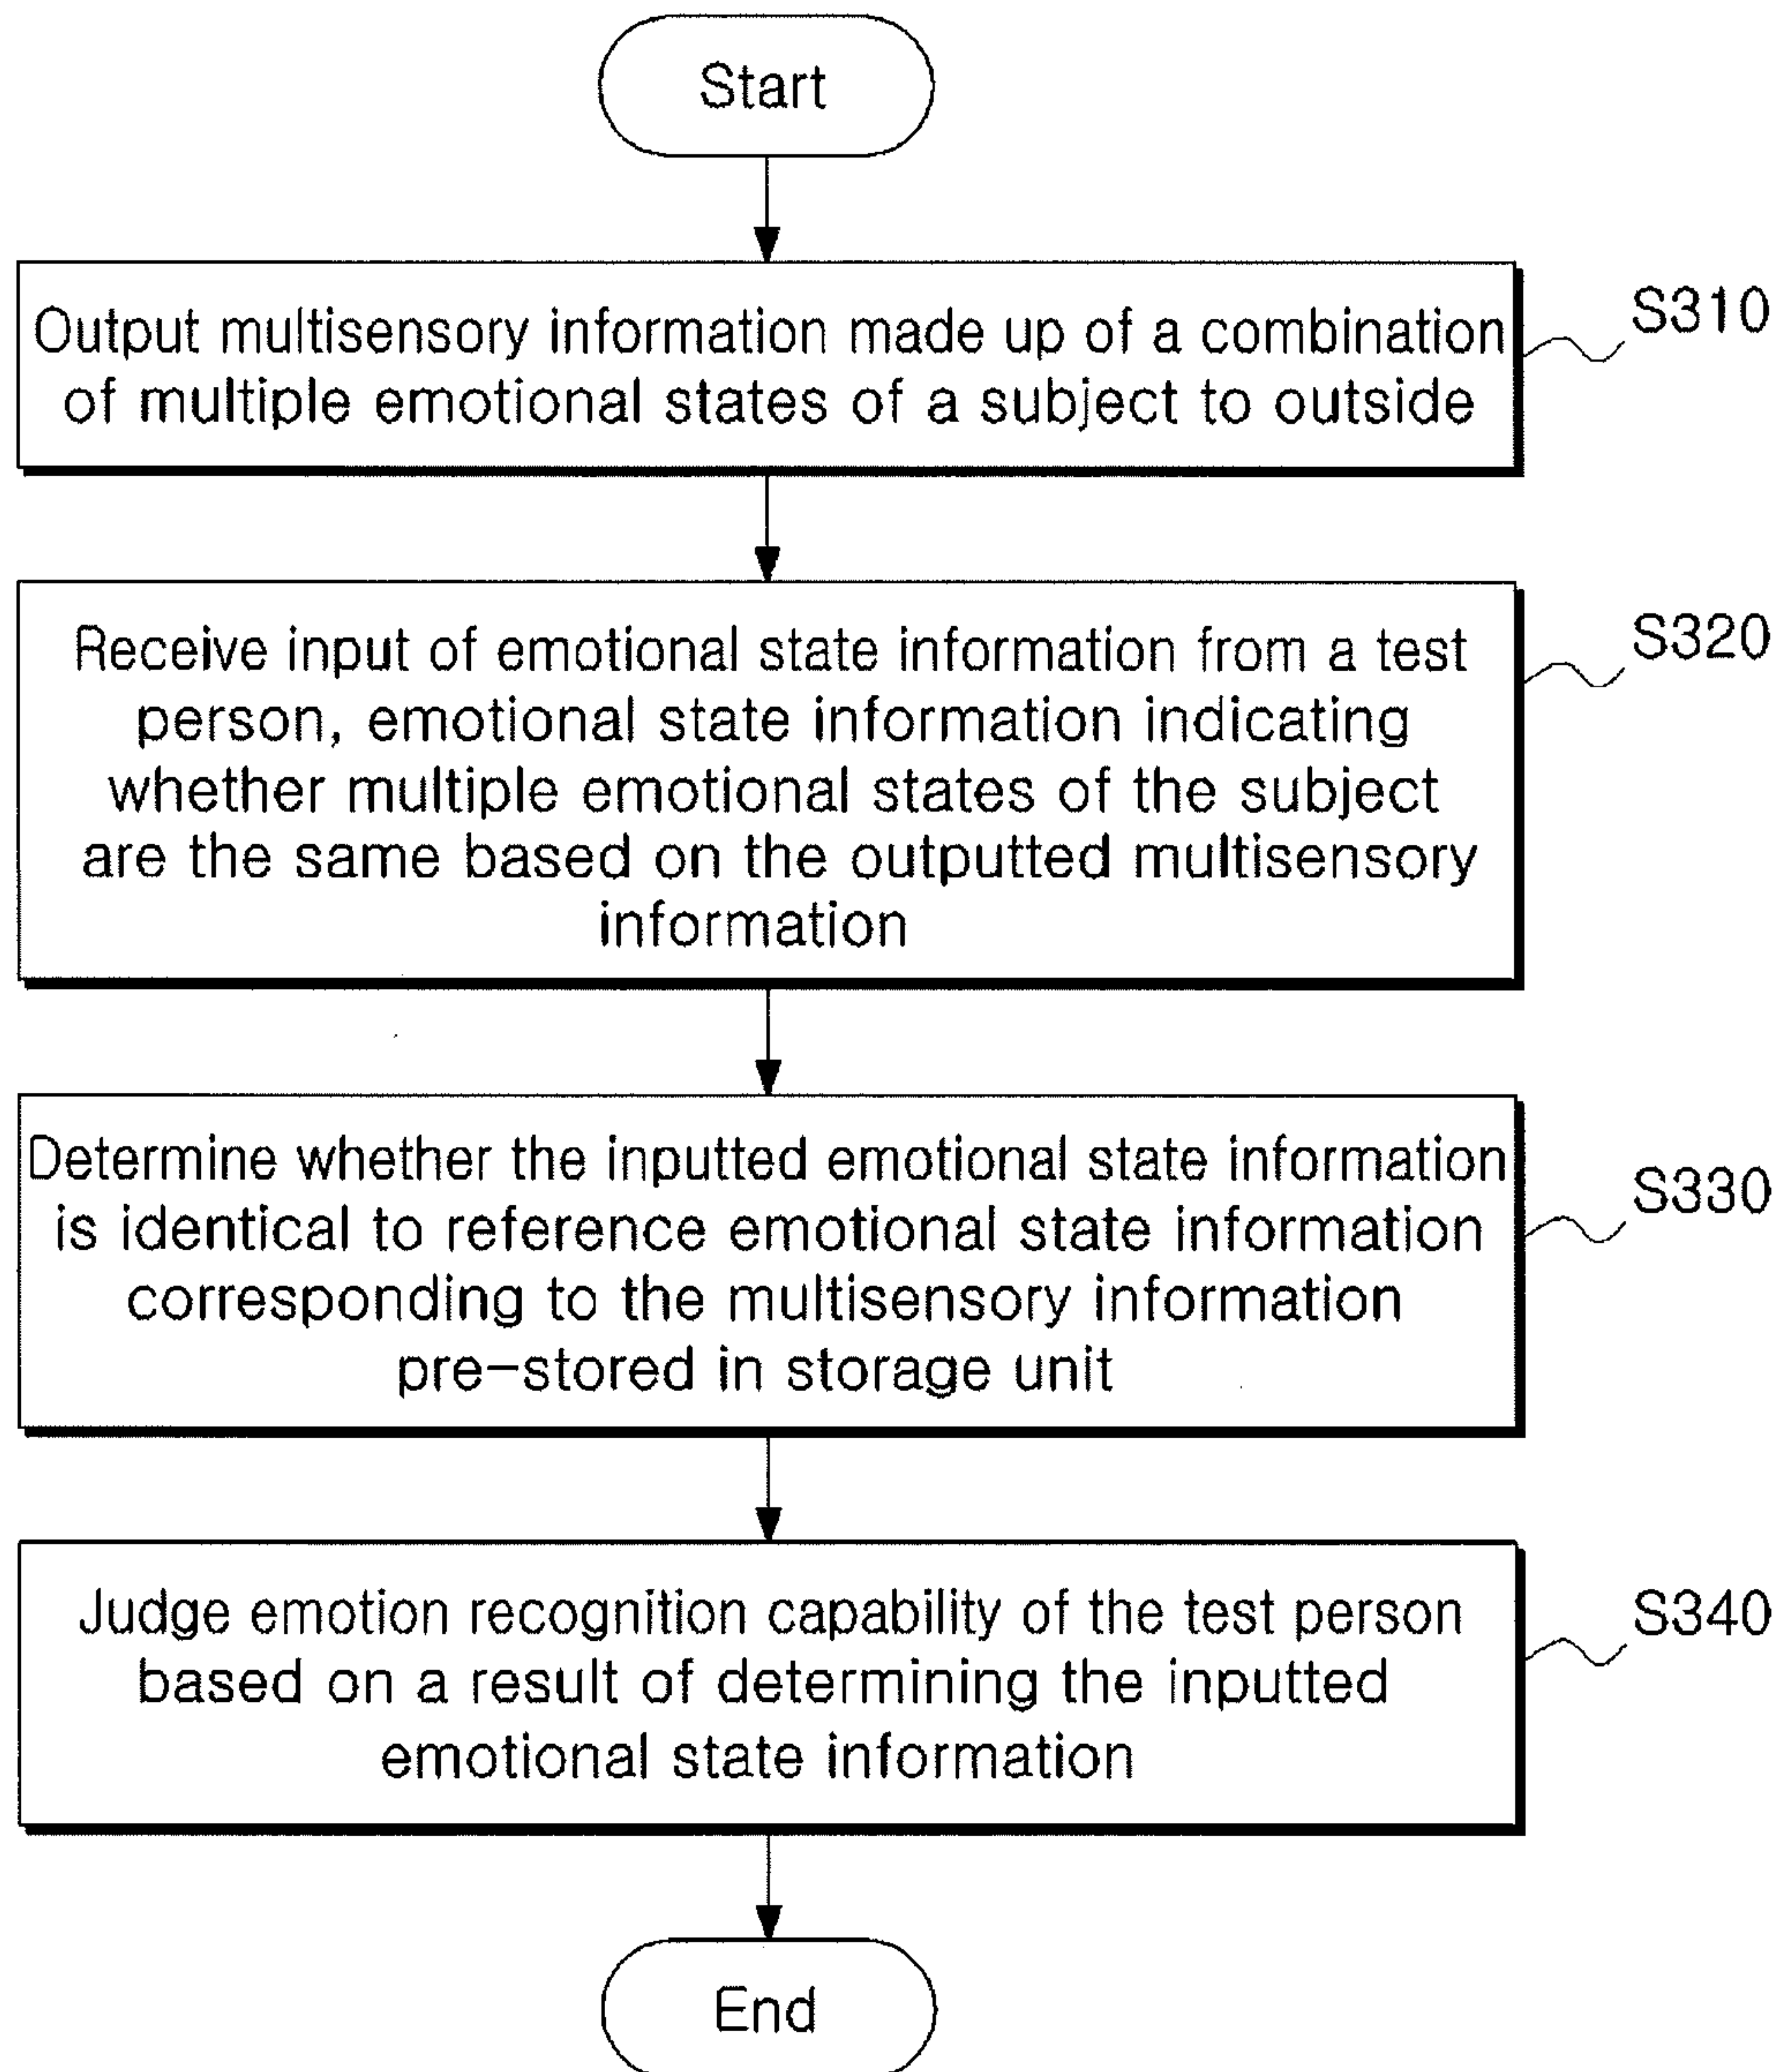 Start
Output multisensory information made up of a combination
of multiple emotional states of a subject to outside
S310
Receive input of emotional state information from a test
person, emotional state information indicating
whether multiple emotional states of the subject
are the same based on the outputted multisensory
information
S320
Determine whether the inputted emotional state information
is identical to reference emotional state information
corresponding to the multisensory information
pre-stored in storage unit
S330
Judge emotion recognition capability of the test person
based on a result of determining the inputted
emotional state information
S340
End